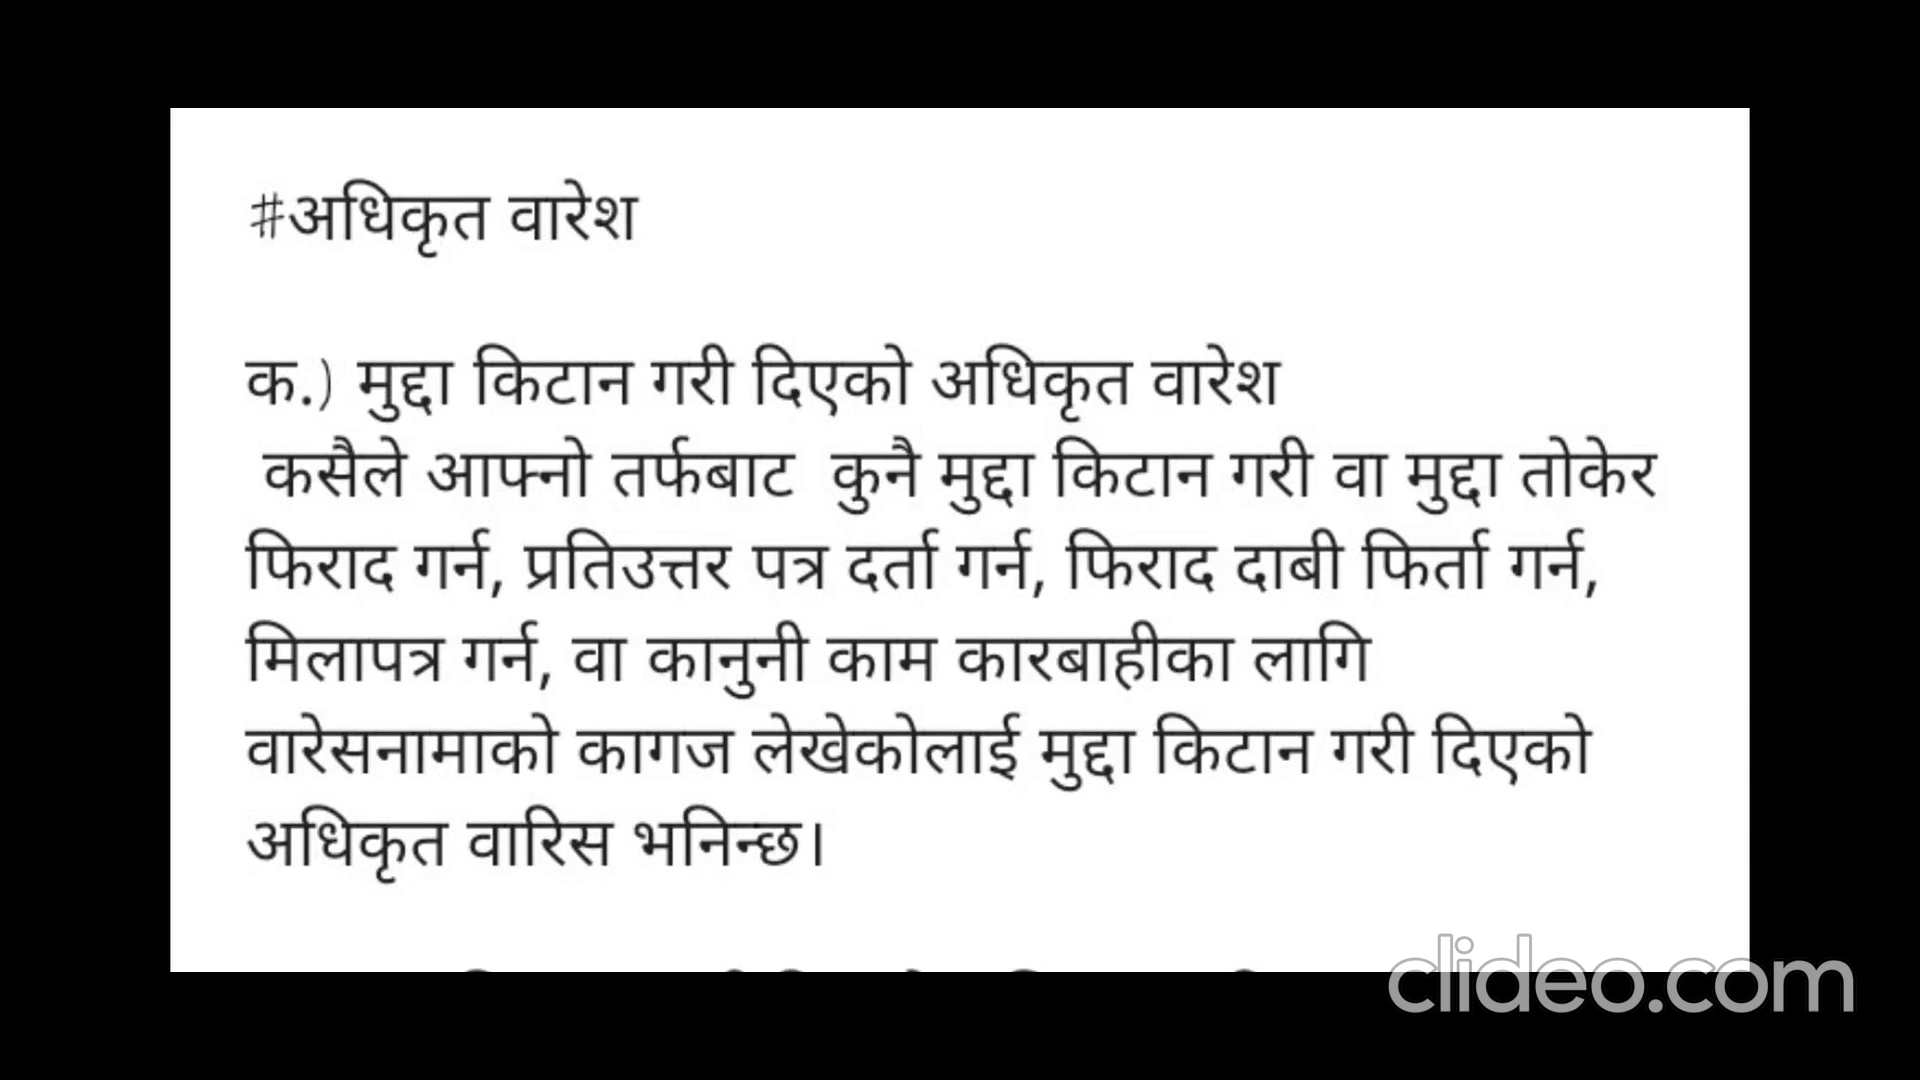 #अधिकृत वारेश
क.) मुद्दा किटान गरी दिएको अधिकृत वारेश
कसैले आफ्नो तर्फबाट कुनै मुद्दा किटान गरी वा मुद्दा तोकेर
फिराद गर्न, प्रतिउत्तर पत्र दर्ता गर्न, फिराद दाबी फिर्ता गर्न,
मिलापत्र गर्न, वा कानुनी काम कारबाहीका लागि
वारेसनामाको कागज लेखेकोलाई मुद्दा किटान गरी दिएको
अधिकृत वारिस भनिन्छ।
clideo.com